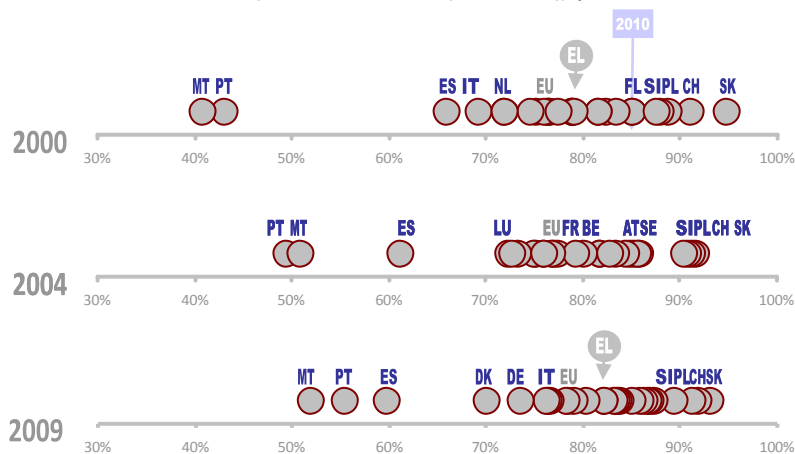 2010
EL
MT PT ES IT NL EU FL SI PL CH SK
2000
30% 40% 50% 60% 70% 80% 90% 100%
PT MT ES LU EU FR BE AT SE SI PL CH SK
2004
30% 40% 50% 60% 70% 80% 90% 100%
EL
MT PT ES DK DE IT EU SI PL CH SK
2009
30% 40% 50% 60% 70% 80% 90% 100%